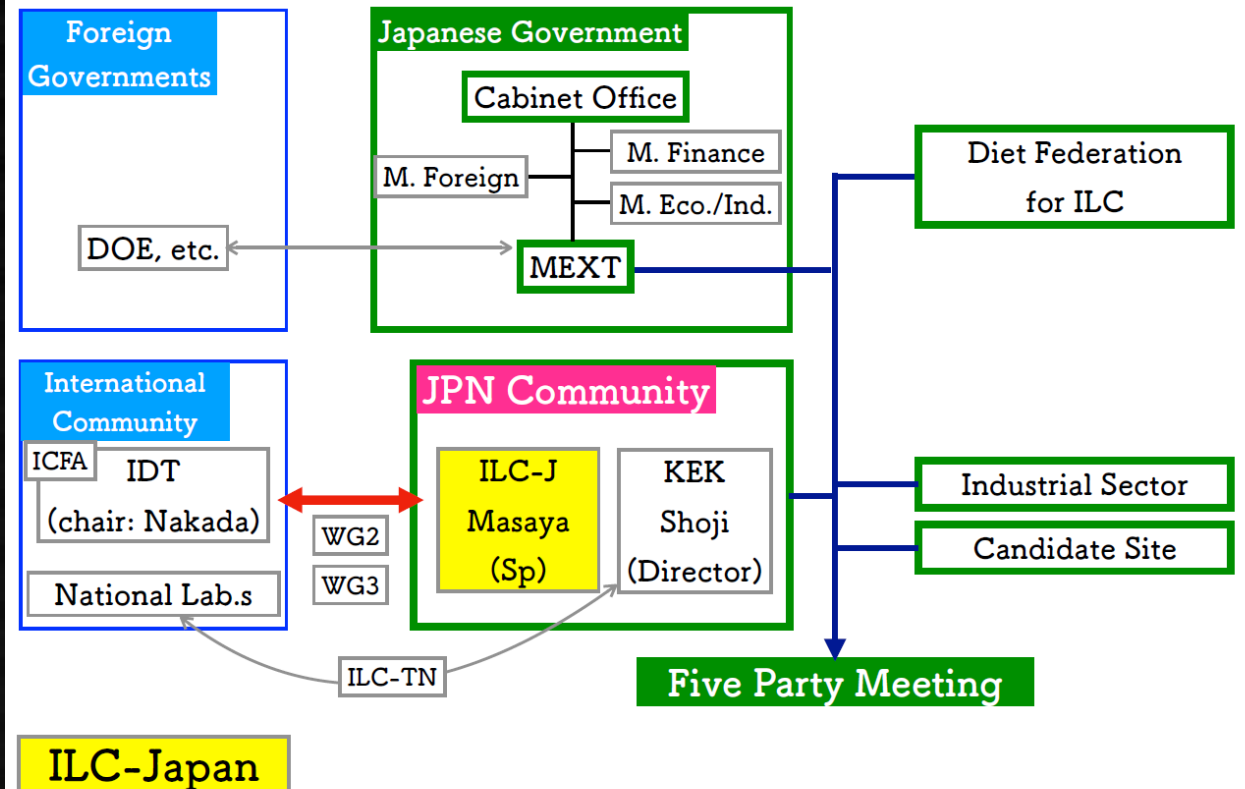 Foreign
Governments
DOE, etc.
Japanese Government
Cabinet Office
M. Finance
M. Foreign
M. Eco./Ind.
MEXT
Diet Federation
for ILC
International
Community
ICFA
IDT
(chair: Nakada)
National Lab.s
WG2
WG3
ILC-TN
JPN Community
ILC-J
Masaya
(Sp)
KEK
Shoji
(Director)
Industrial Sector
Candidate Site
Five Party Meeting
ILC-Japan